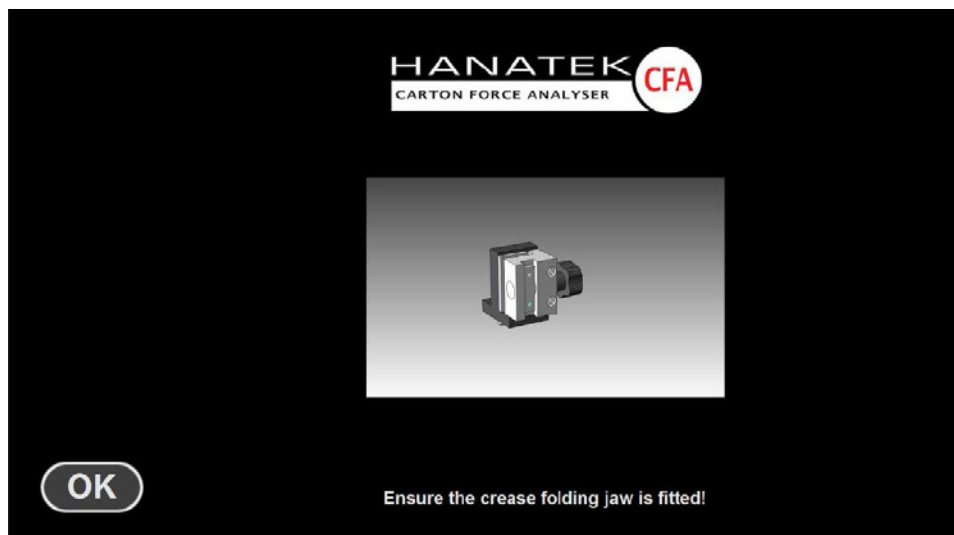 HANATEK
CFA
CARTON FORCE ANALYSER
OK
Ensure the crease folding jaw is fitted!